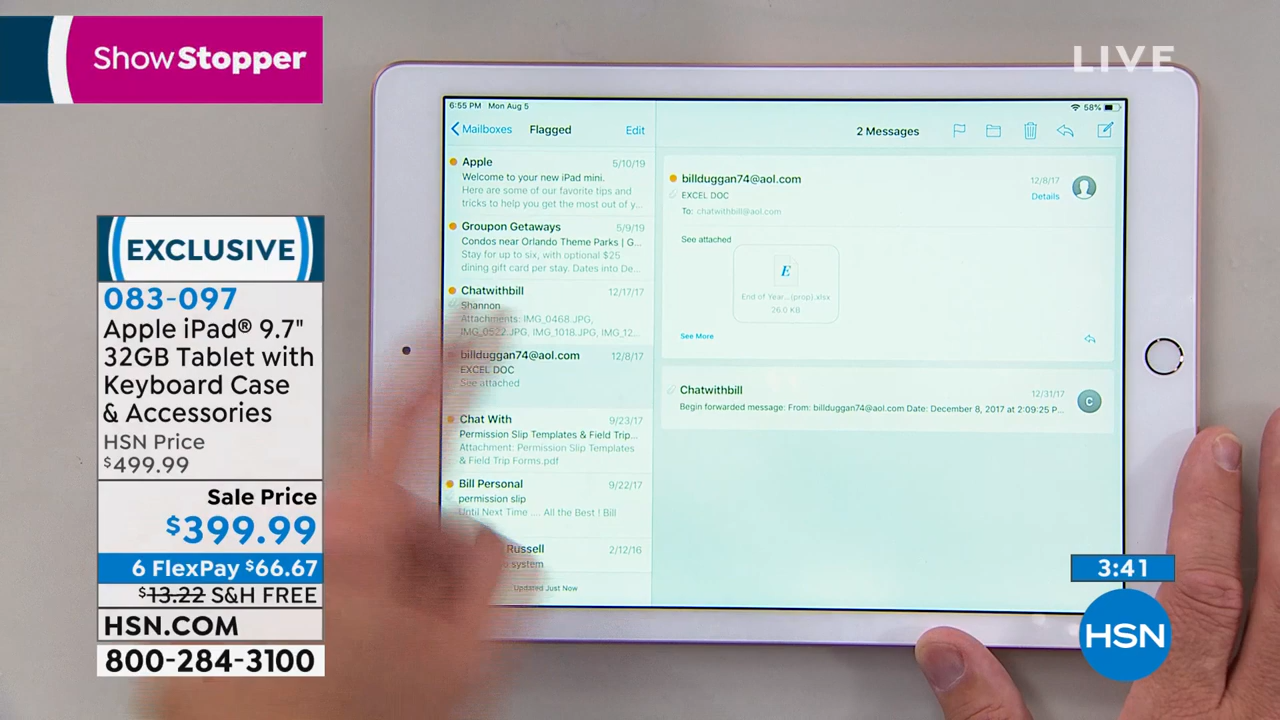 ShowStopper
LIVE
EXCLUSIVE
083-097
Apple iPad® 9.7"
32GB Tablet with
Keyboard Case
& Accessories
HSN Price
$499.99
Sale Price
$399.99
6 FlexPay $66.67
$13.22 S&H FREE
HSN.COM
800-284-3100
6:55 PM Mon Aug 5
58%
Mailboxes Flagged Edit
Apple 5/10/19
Welcome to your new iPad mini.
Here are some of our favorite tips and
tricks to help you get the most out of y...
Groupon Getaways 5/9/19
Condos near Orlando Theme Parks | G...
Stay for up to six, with optional $25
dining gift card per stay. Dates into De...
Chatwithbill 12/17/17
Shannon
Attachments: IMG_0468.JPG,
IMG_0522.JPG, IMG_1018.JPG, IMG_12...
billduggan74@aol.com 12/8/17
EXCEL DOC
See attached
Chat With 9/23/17
Permission Slip Templates & Field Trip...
Attachment: Permission Slip Templates
& Field Trip Forms.pdf
Bill Personal 9/22/17
permission slip
Until Next Time .... All the Best ! Bill
Russell 2/12/16
system
Updated Just Now
2 Messages
billduggan74@aol.com 12/8/17
EXCEL DOC Details
To: chatwithbill@aol.com
See attached
E
End of Year...(prop).xlsx
26.0 KB
See More
Chatwithbill 12/31/17
Begin forwarded message: From: billduggan74@aol.com Date: December 8, 2017 at 2:09:25 P...
C
3:41
HSN